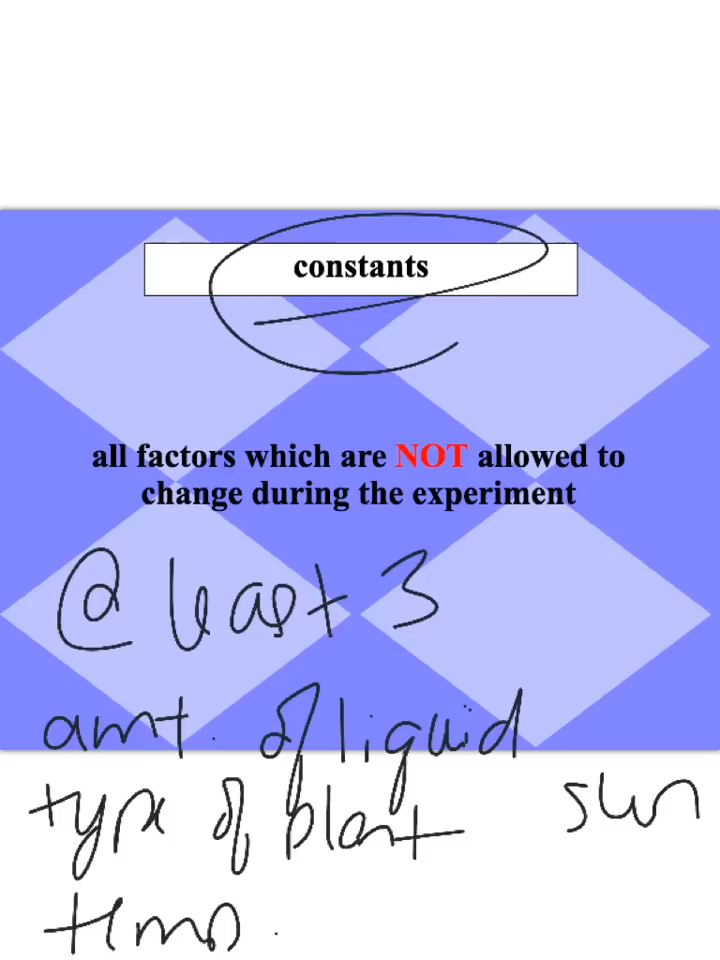 constants
all factors which are NOT allowed to
change during the experiment
@ least 3
amt. of liquid
type of plant sun
temp.